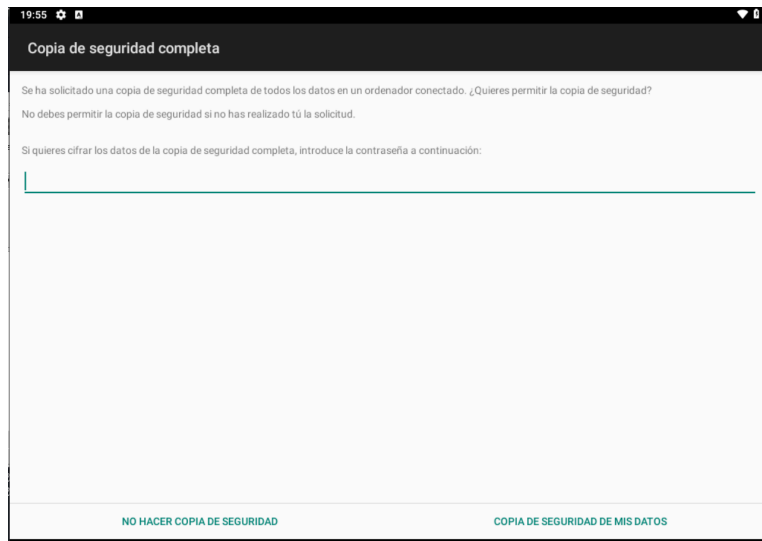 19:55
Copia de seguridad completa
Se ha solicitado una copia de seguridad completa de todos los datos en un ordenador conectado. ¿Quieres permitir la copia de seguridad?
No debes permitir la copia de seguridad si no has realizado tú la solicitud.
Si quieres cifrar los datos de la copia de seguridad completa, introduce la contraseña a continuación:
NO HACER COPIA DE SEGURIDAD
COPIA DE SEGURIDAD DE MIS DATOS